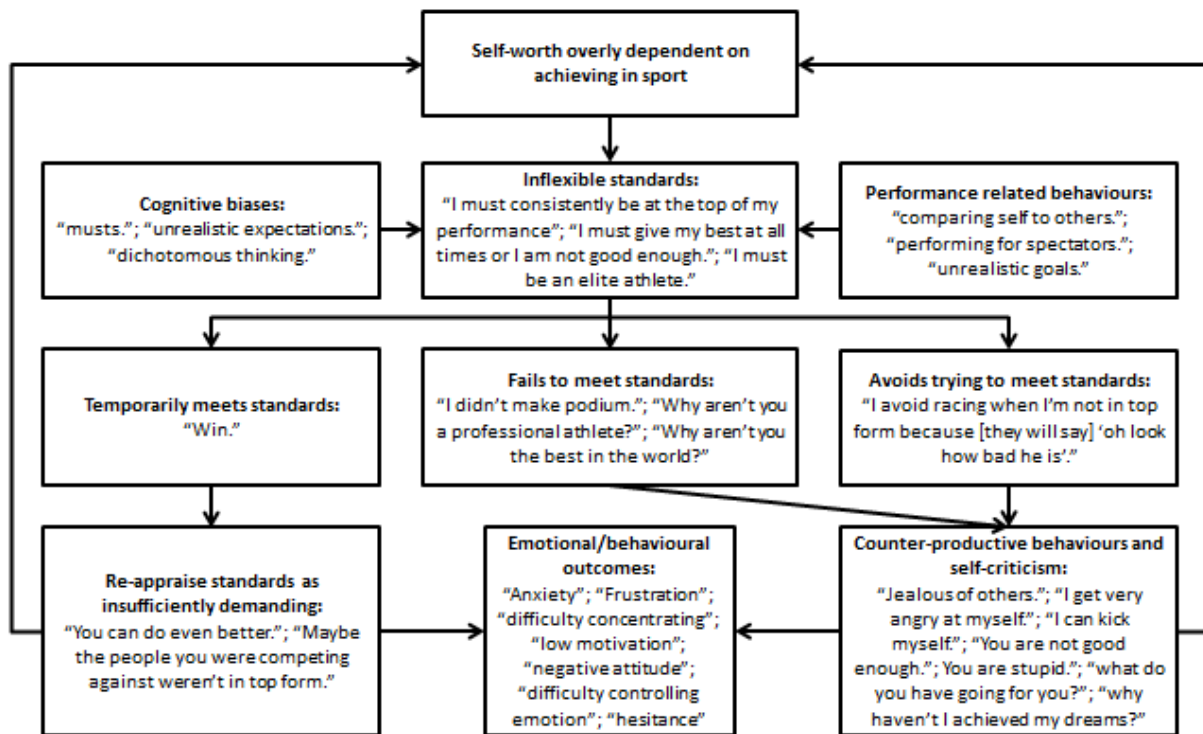 Self-worth overly dependent on
achieving in sport
Cognitive biases:
“musts.”; “unrealistic expectations.”;
“dichotomous thinking.”
Inflexible standards:
“I must consistently be at the top of my
performance”; “I must give my best at all
times or I am not good enough.”; “I must
be an elite athlete.”
Performance related behaviours:
“comparing self to others.”;
“performing for spectators.”;
“unrealistic goals.”
Temporarily meets standards:
“Win.”
Fails to meet standards:
“I didn’t make podium.”; “Why aren’t you
a professional athlete?”; “Why aren’t you
the best in the world?”
Avoids trying to meet standards:
“I avoid racing when I’m not in top
form because [they will say] ‘oh look
how bad he is’.”
Re-appraise standards as
insufficiently demanding:
“You can do even better.”; “Maybe
the people you were competing
against weren’t in top form.”
Emotional/behavioural
outcomes:
“Anxiety”; “Frustration”;
“difficulty concentrating”;
“low motivation”;
“negative attitude”;
“difficulty controlling
emotion”; “hesitance”
Counter-productive behaviours and
self-criticism:
“Jealous of others.”; “I get very
angry at myself.”; “I can kick
myself.”; “You are not good
enough.”; You are stupid.”; “what do
you have going for you?”; “why
haven’t I achieved my dreams?”